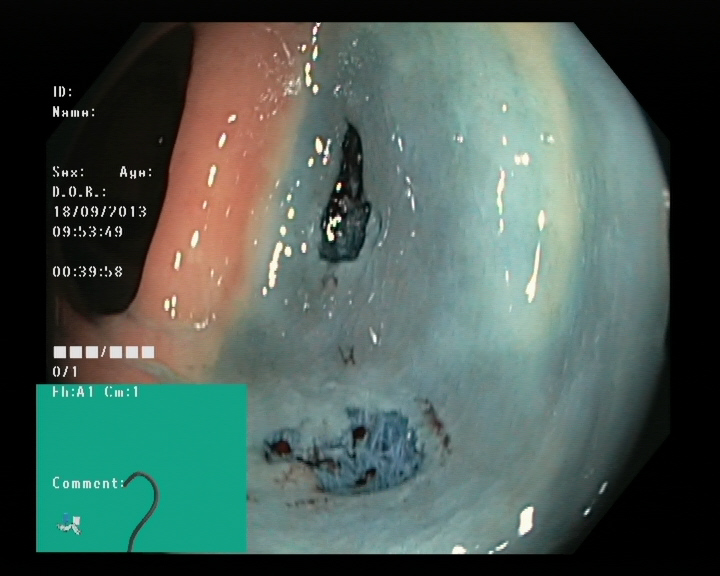 ID:
Name:
Sex: Age:
D.O.R.:
18/09/2013
09:53:49
00:39:58
■■■/■■■
0/1
Eh:A1 Cm:1
Comment: